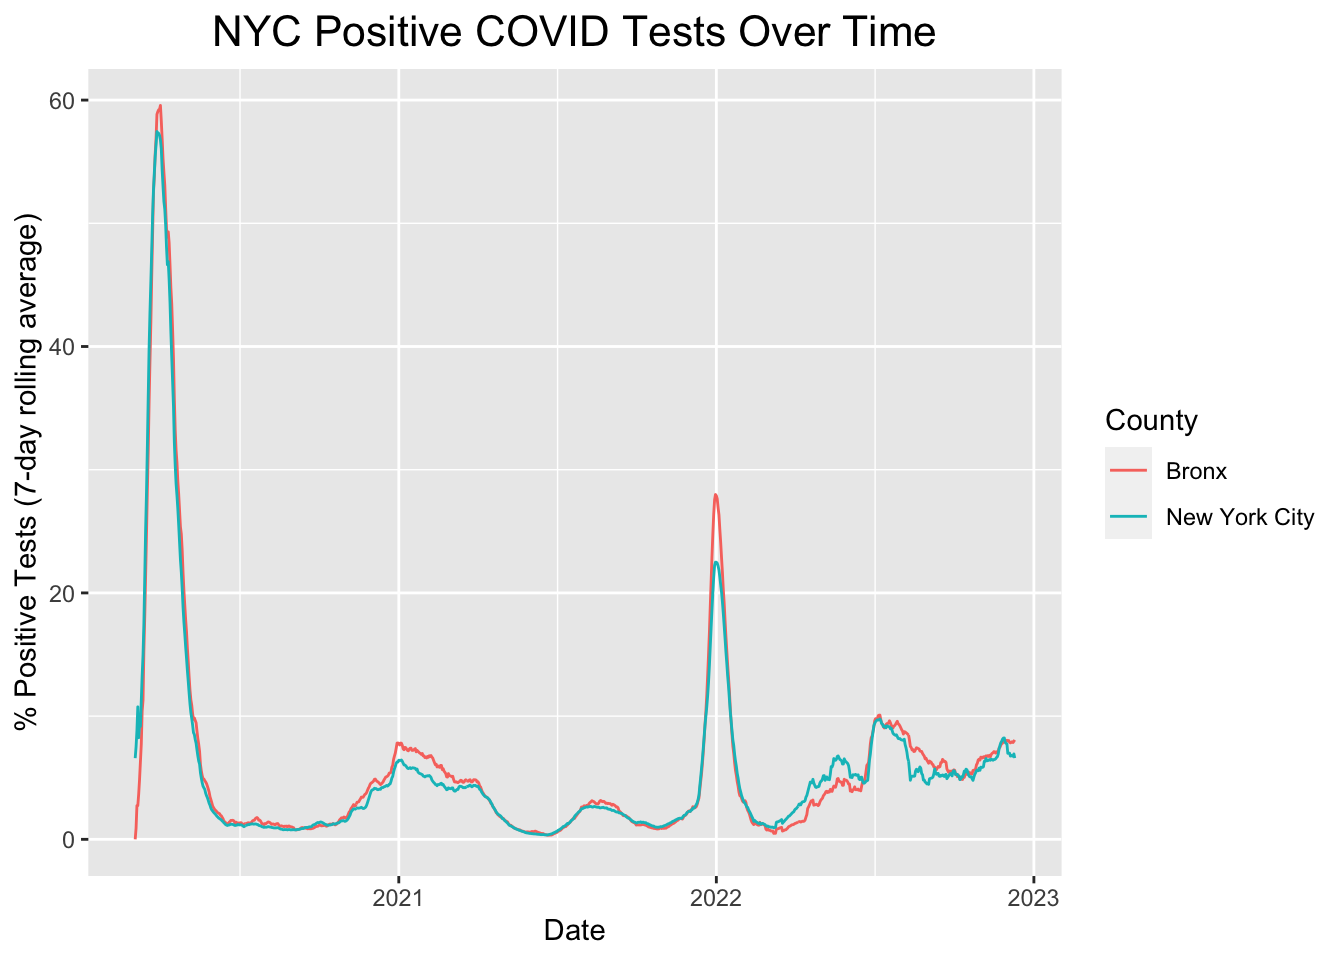 NYC Positive COVID Tests Over Time
% Positive Tests (7-day rolling average)
60
40
20
0
2021
2022
2023
Date
County
Bronx
New York City